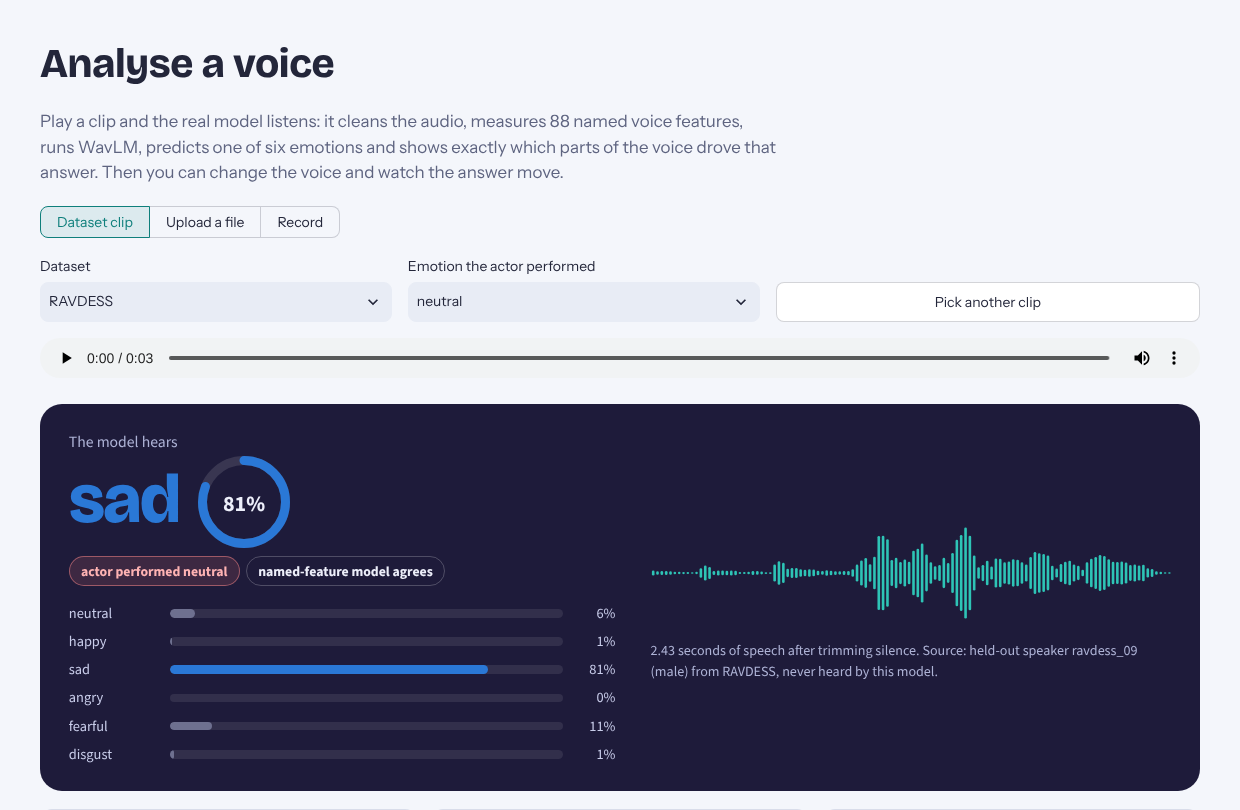 Analyse a voice
Play a clip and the real model listens: it cleans the audio, measures 88 named voice features,
runs WavLM, predicts one of six emotions and shows exactly which parts of the voice drove that
answer. Then you can change the voice and watch the answer move.
Dataset clip
Upload a file
Record
Dataset
Emotion the actor performed
RAVDESS
neutral
Pick another clip
0:00 / 0:03
The model hears
sad
81%
actor performed neutral
named-feature model agrees
neutral 6%
happy 1%
sad 81%
angry 0%
fearful 11%
disgust 1%
2.43 seconds of speech after trimming silence. Source: held-out speaker ravdess_09
(male) from RAVDESS, never heard by this model.